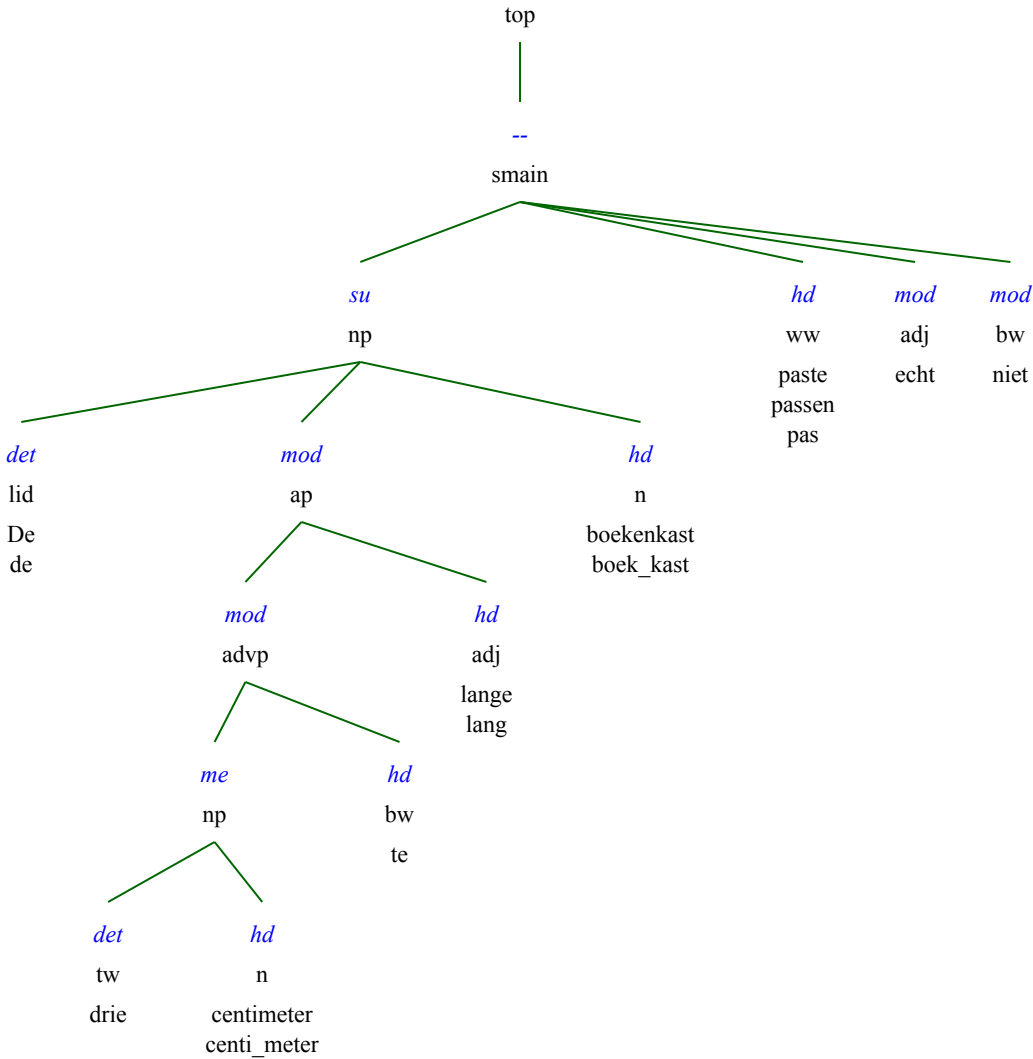 top
--
smain
su hd mod mod
np ww adj bw
paste echt niet
passen
pas
det mod hd
lid ap n
De boekenkast
de boek_kast
mod hd
advp adj
lange
lang
me hd
np bw
te
det hd
tw n
drie centimeter
centi_meter